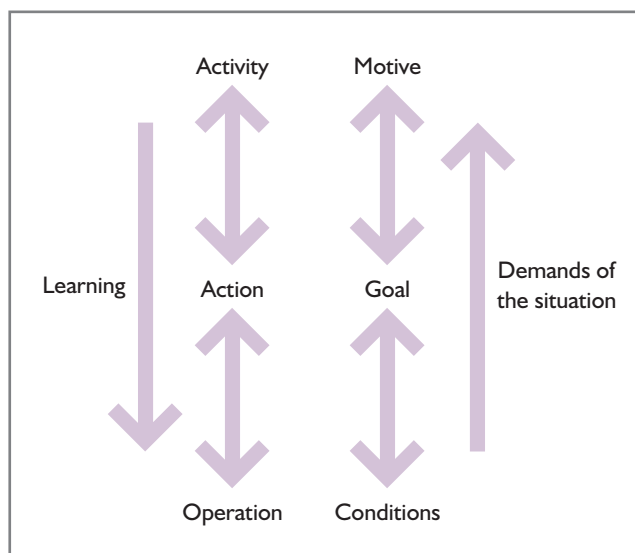 Activity
Motive
Learning
Action
Goal
Demands of
the situation
Operation
Conditions